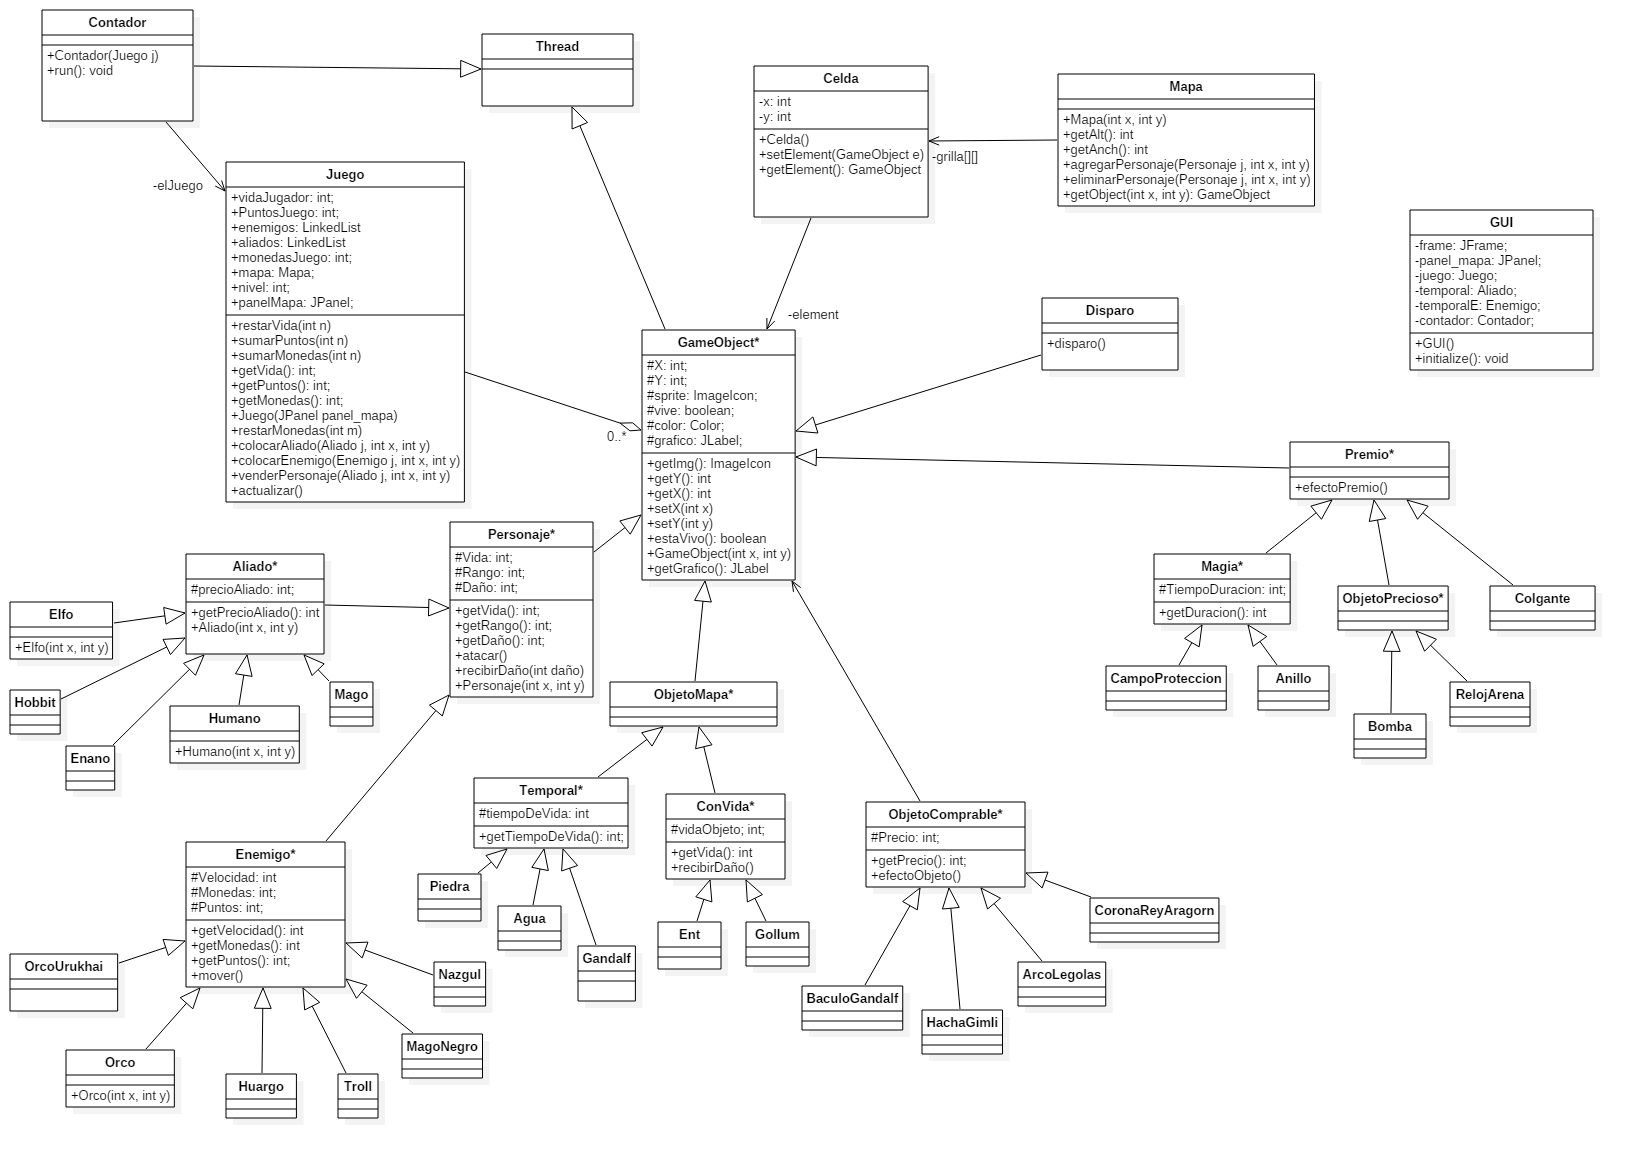 Contador
+Contador(Juego j)
+run(): void
Thread
-elJuego
Juego
+vidaJugador: int;
+PuntosJuego: int;
+enemigos: LinkedList
+aliados: LinkedList
+monedasJuego: int;
+mapa: Mapa;
+nivel: int;
+panelMapa: JPanel;
+restarVida(int n)
+sumarPuntos(int n)
+sumarMonedas(int n)
+getVida(): int;
+getPuntos(): int;
+getMonedas(): int;
+Juego(JPanel panel_mapa)
+restarMonedas(int m)
+colocarAliado(Aliado j, int x, int y)
+colocarEnemigo(Enemigo j, int x, int y)
+venderPersonaje(Aliado j, int x, int y)
+actualizar()
0..*
Celda
-x: int
-y: int
+Celda()
+setElement(GameObject e)
+getElement(): GameObject
-grilla[][]
Mapa
+Mapa(int x, int y)
+getAlt(): int
+getAnch(): int
+agregarPersonaje(Personaje j, int x, int y)
+eliminarPersonaje(Personaje j, int x, int y)
+getObject(int x, int y): GameObject
GUI
-frame: JFrame;
-panel_mapa: JPanel;
-juego: Juego;
-temporal: Aliado;
-temporalE: Enemigo;
-contador: Contador;
+GUI()
+initialize(): void
-element
GameObject*
#X: int;
#Y: int;
#sprite: ImageIcon;
#vive: boolean;
#color: Color;
#grafico: JLabel;
+getImg(): ImageIcon
+getY(): int
+getX(): int
+setX(int x)
+setY(int y)
+estaVivo(): boolean
+GameObject(int x, int y)
+getGrafico(): JLabel
Disparo
+disparo()
Premio*
+efectoPremio()
Magia*
#TiempoDuracion: int;
+getDuracion(): int
ObjetoPrecioso*
Colgante
CampoProteccion
Anillo
Bomba
RelojArena
Personaje*
#Vida: int;
#Rango: int;
#Daño: int;
+getVida(): int;
+getRango(): int;
+getDaño(): int;
+atacar()
+recibirDaño(int daño)
+Personaje(int x, int y)
Aliado*
#precioAliado: int;
+getPrecioAliado(): int
+Aliado(int x, int y)
Elfo
+Elfo(int x, int y)
Hobbit
Enano
Humano
+Humano(int x, int y)
Mago
ObjetoMapa*
Temporal*
#tiempoDeVida: int
+getTiempoDeVida(): int;
ConVida*
#vidaObjeto; int;
+getVida(): int
+recibirDaño()
Piedra
Agua
Gandalf
Ent
Gollum
ObjetoComprable*
#Precio: int;
+getPrecio(): int;
+efectoObjeto()
CoronaReyAragorn
ArcoLegolas
HachaGimli
BaculoGandalf
Enemigo*
#Velocidad: int
#Monedas: int;
#Puntos: int;
+getVelocidad(): int
+getMonedas(): int
+getPuntos(): int;
+mover()
OrcoUrukhai
Orco
+Orco(int x, int y)
Huargo
Troll
MagoNegro
Nazgul